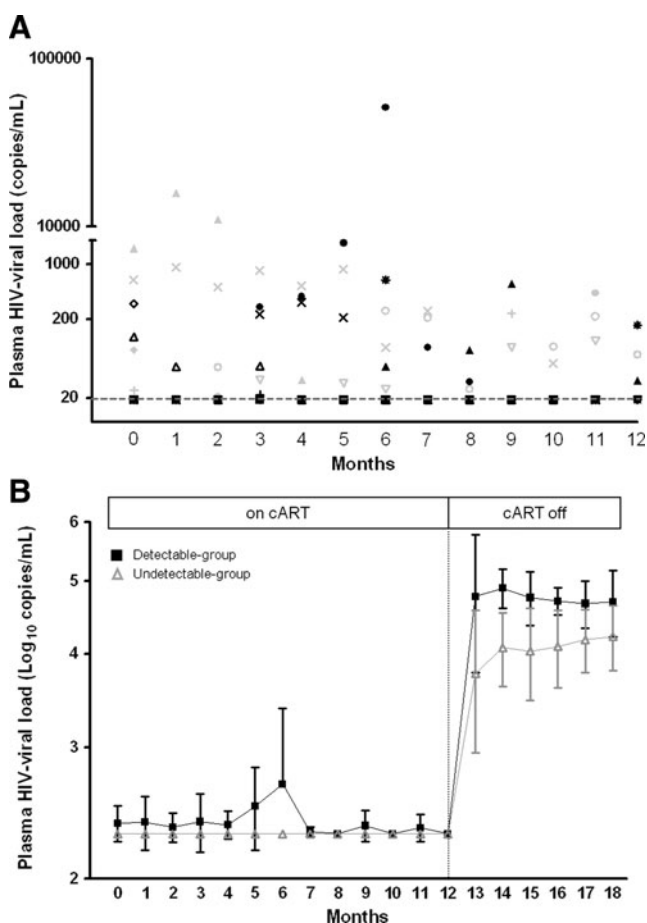 A
Plasma HIV-viral load (copies/mL)
100000
10000
1000
200
20
0 1 2 3 4 5 6 7 8 9 10 11 12
Months
B
Plasma HIV-viral load (Log10 copies/mL)
on cART cART off
Detectable-group
Undetectable-group
6
5
4
3
2
0 1 2 3 4 5 6 7 8 9 10 11 12 13 14 15 16 17 18
Months